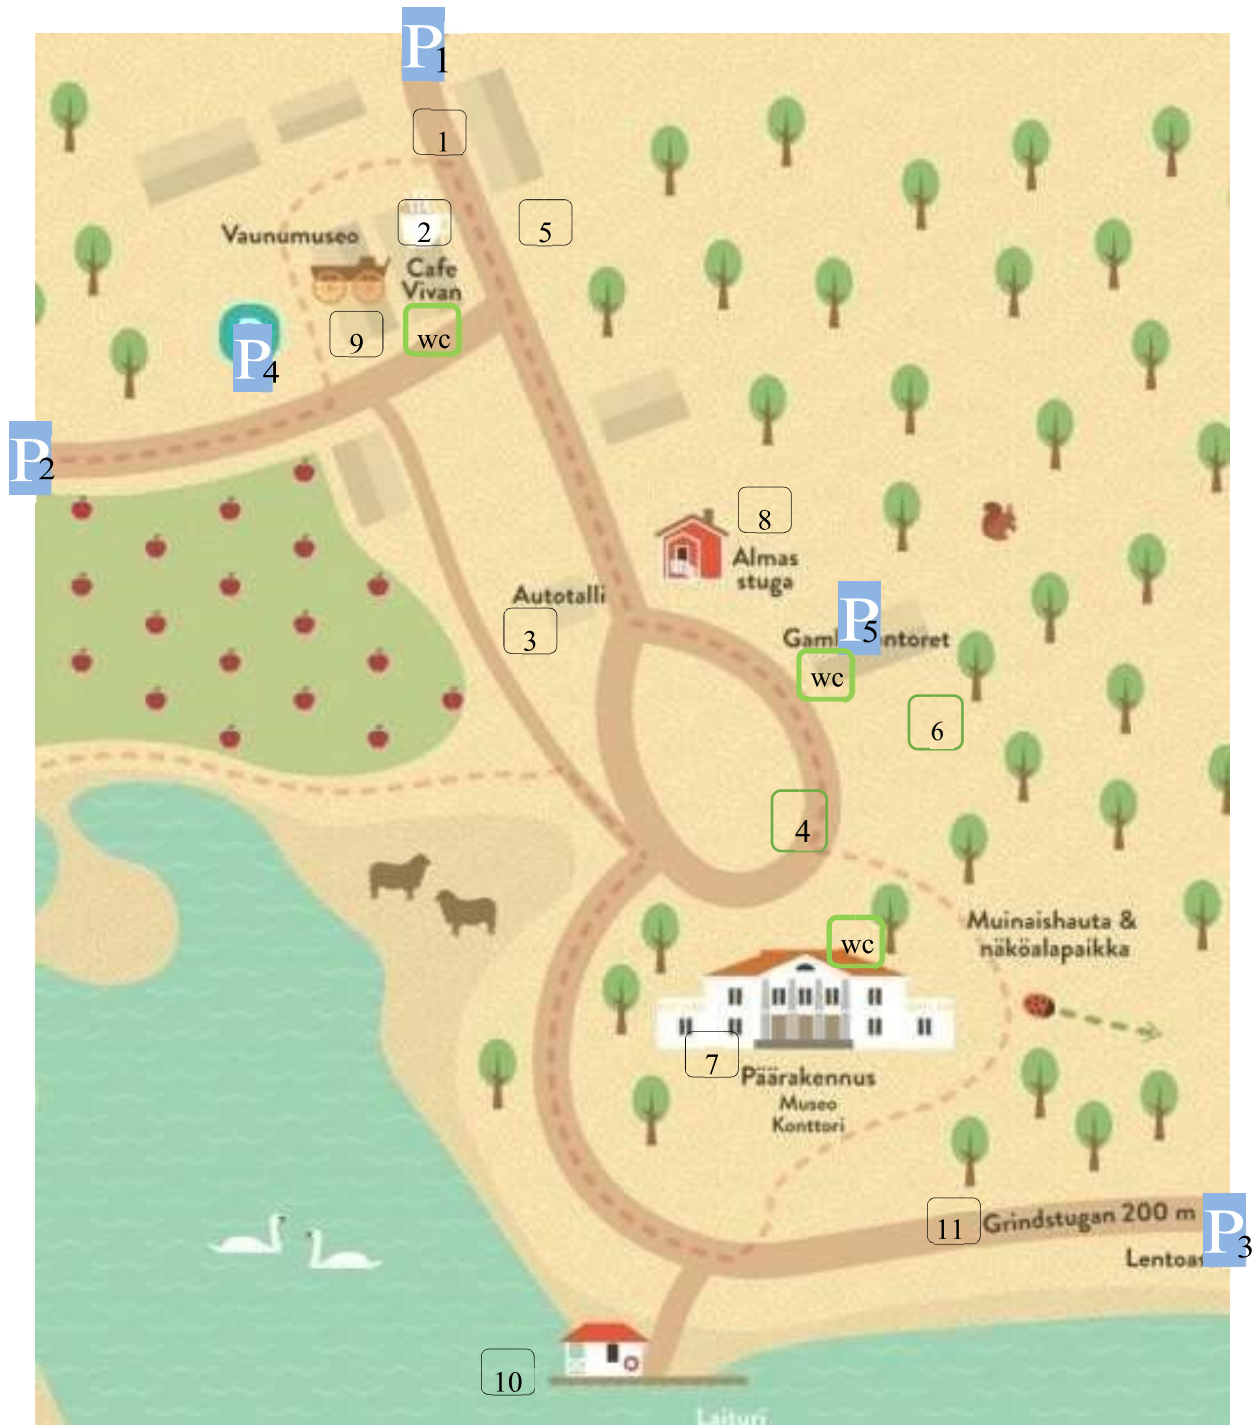 P1
1
2
5
Vaunumuseo
Cafe
Vivan
9
wc
P4
P2
8
Almas
stuga
Autotalli
3
P5
wc
6
4
Muinaishauta &
näköalapaikka
wc
7
Päärakennus
Museo
Konttori
11
Grindstugan 200 m
P3
10
Laituri